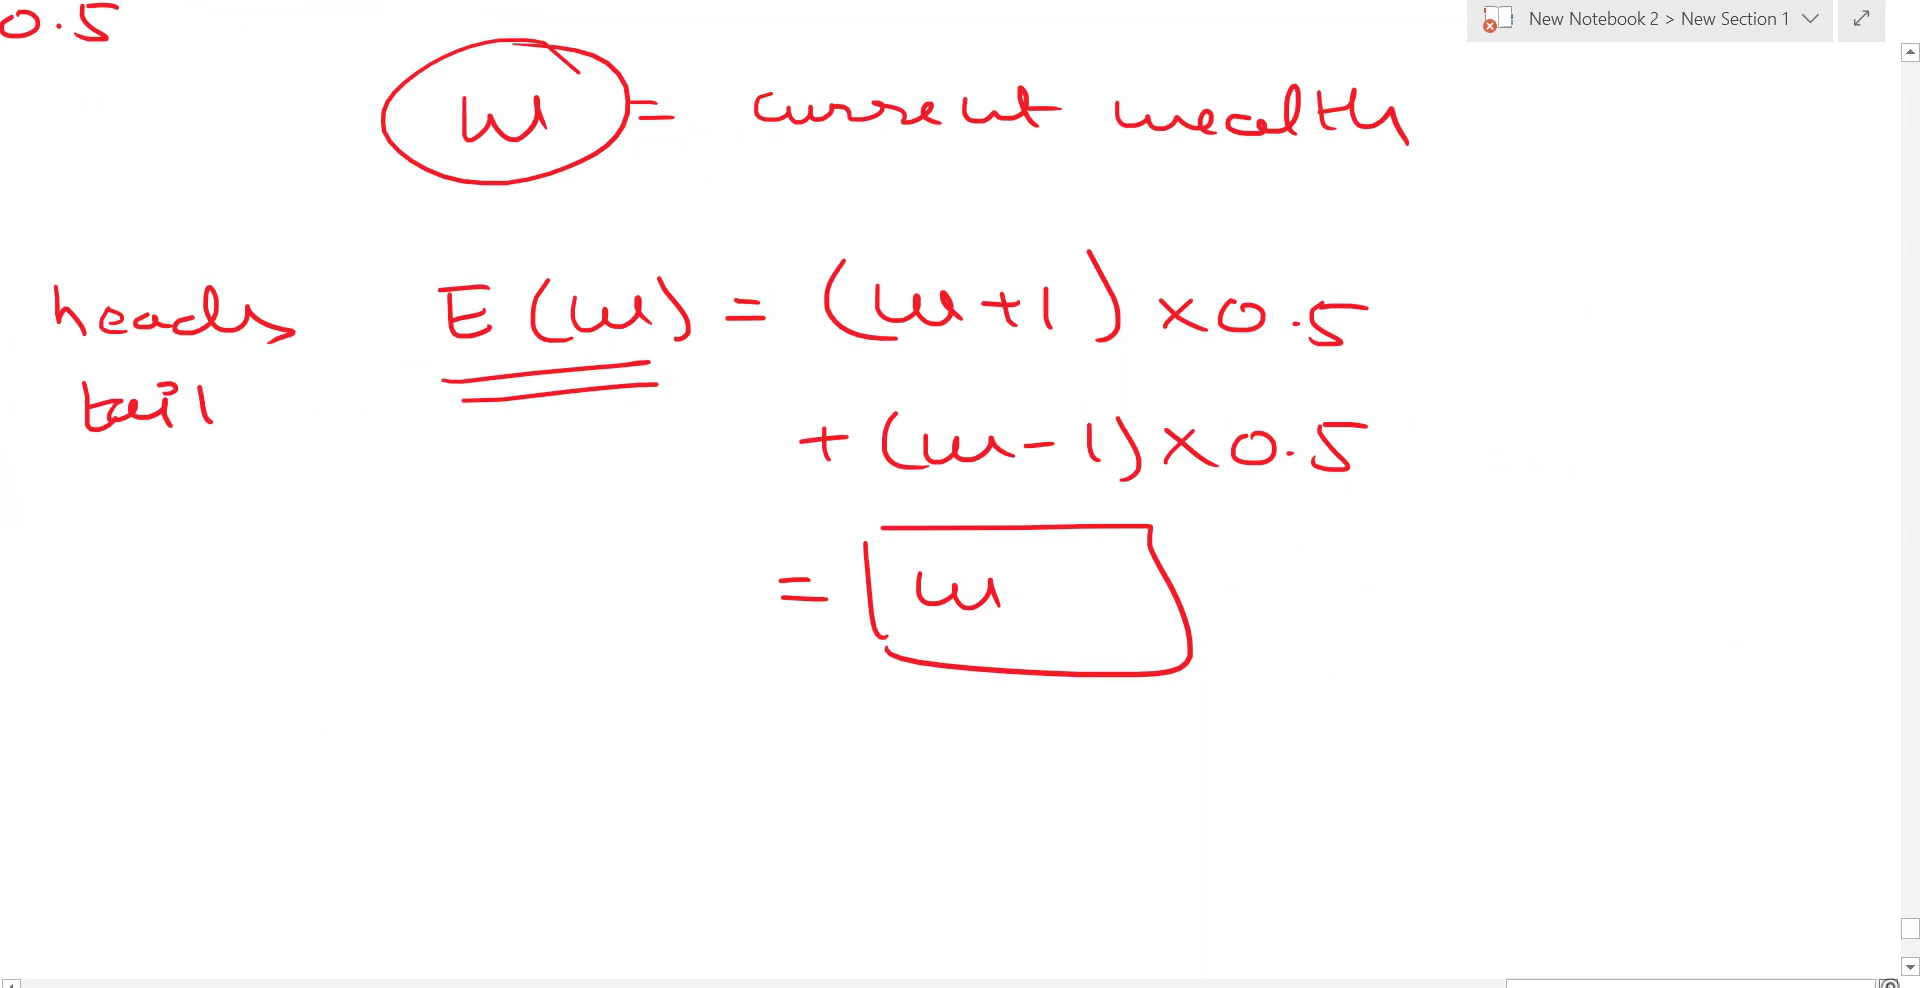 0.5
New Notebook 2 > New Section 1
w = current wealth
heads E(w) = (w+1) × 0.5
tail
+ (w-1) × 0.5
= w